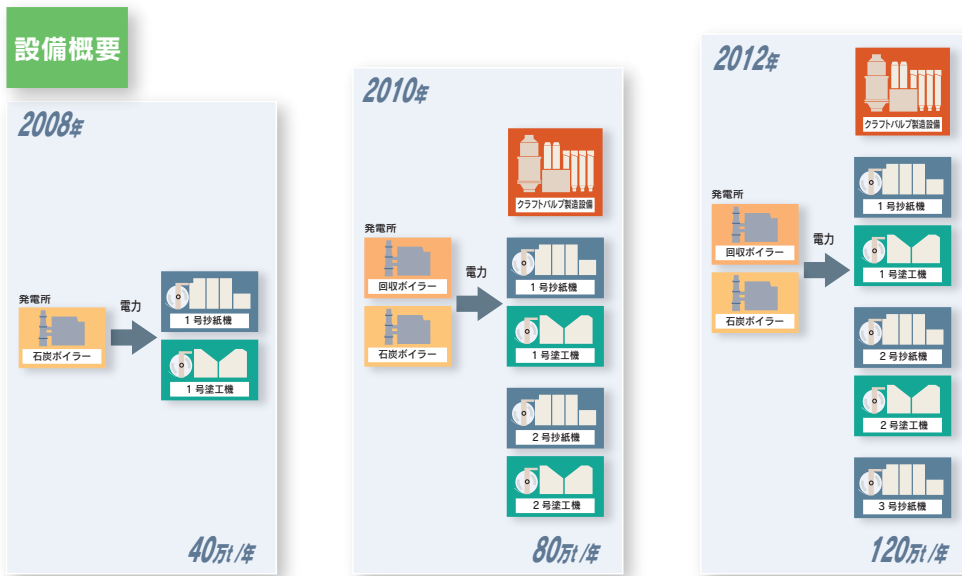 設備概要
2008年
発電所
石炭ボイラー
電力
1号抄紙機
1号塗工機
40万t/年
2010年
クラフトパルプ製造設備
発電所
回収ボイラー
石炭ボイラー
電力
1号抄紙機
1号塗工機
2号抄紙機
2号塗工機
80万t/年
2012年
クラフトパルプ製造設備
発電所
回収ボイラー
石炭ボイラー
電力
1号抄紙機
1号塗工機
2号抄紙機
2号塗工機
3号抄紙機
120万t/年